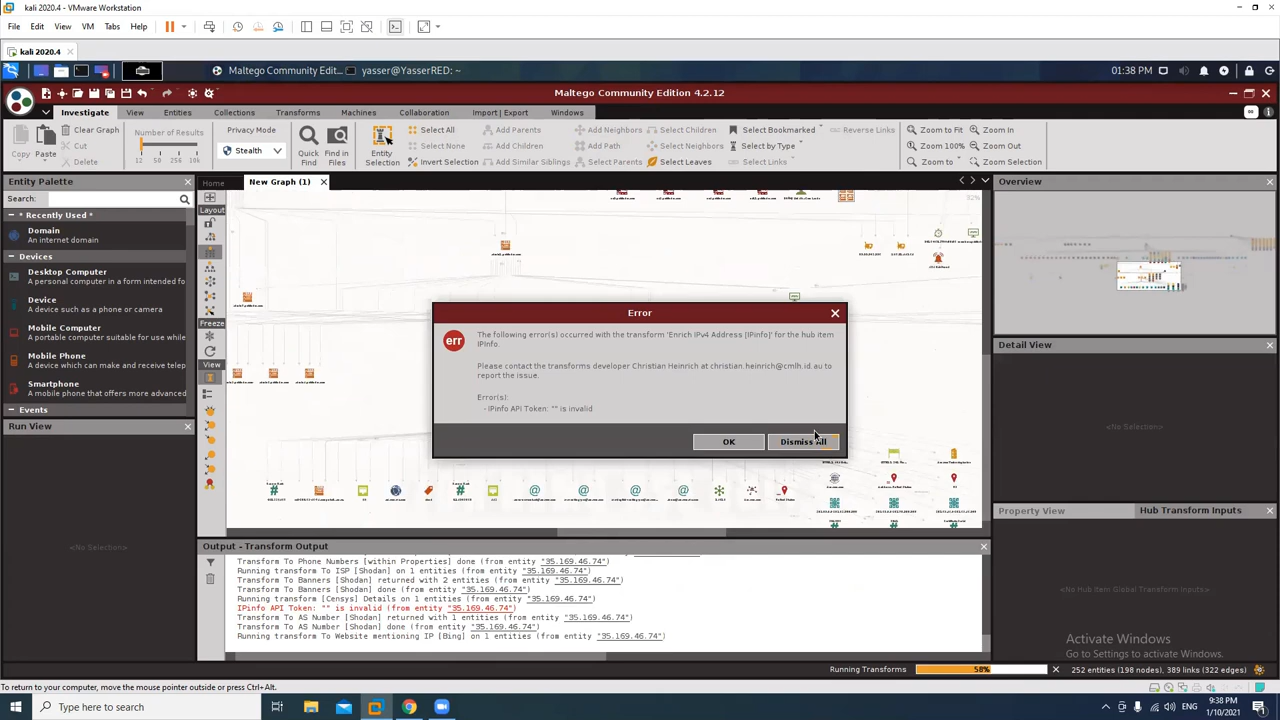 kali 2020.4 - VMware Workstation
File Edit View VM Tabs Help
kali 2020.4
Maltego Community Edit...
yasser@YasserRED: ~
01:38 PM
Maltego Community Edition 4.2.12
Investigate View Entities Collections Transforms Machines Collaboration Import | Export Windows
Copy
Paste
Clear Graph
Cut
Delete
Number of Results
12 50 256 10k
Privacy Mode
Stealth
Quick Find
Find in Files
Entity Selection
Select All
Select None
Invert Selection
Add Parents
Add Children
Add Similar Siblings
Add Neighbors
Add Path
Select Parents
Select Children
Select Neighbors
Select Leaves
Select Bookmarked
Select by Type
Select Links
Reverse Links
Zoom to Fit
Zoom 100%
Zoom to
Zoom In
Zoom Out
Zoom Selection
Entity Palette
Search:
* Recently Used *
Domain
An internet domain
Devices
Desktop Computer
A personal computer in a form intended f
Device
A device such as a phone or camera
Mobile Computer
A portable computer suitable for use whi
Mobile Phone
A device which can make and receive telep
Smartphone
A mobile phone that offers more advanced
Events
Run View
<No Selection>
Home
New Graph (1)
Layout
Freeze
View
Error
err
The following error(s) occurred with the transform 'Enrich IPv4 Address [IPinfo]' for the hub item
IPinfo.
Please contact the transforms developer Christian Heinrich at christian.heinrich@cmlh.id.au to
report the issue.
Error(s):
- IPinfo API Token: "" is invalid
OK
Dismiss All
Output - Transform Output
Transform To Phone Numbers [within Properties] done (from entity "35.169.46.74")
Running transform To ISP [Shodan] on 1 entities (from entity "35.169.46.74")
Transform To Banners [Shodan] returned with 2 entities (from entity "35.169.46.74")
Transform To Banners [Shodan] done (from entity "35.169.46.74")
Running transform [Censys] Details on 1 entities (from entity "35.169.46.74")
IPinfo API Token: "" is invalid (from entity "35.169.46.74")
Transform To AS Number [Shodan] returned with 1 entities (from entity "35.169.46.74")
Transform To AS Number [Shodan] done (from entity "35.169.46.74")
Running transform To Website mentioning IP [Bing] on 1 entities (from entity "35.169.46.74")
Overview
Detail View
<No Selection>
Property View
Hub Transform Inputs
<No Hub Item Global Transform Inputs>
Activate Windows
Go to Settings to activate Windows.
Running Transforms
58%
252 entities (198 nodes), 389 links (322 edges)
To return to your computer, move the mouse pointer outside or press Ctrl+Alt.
Type here to search
ENG
9:38 PM
1/10/2021